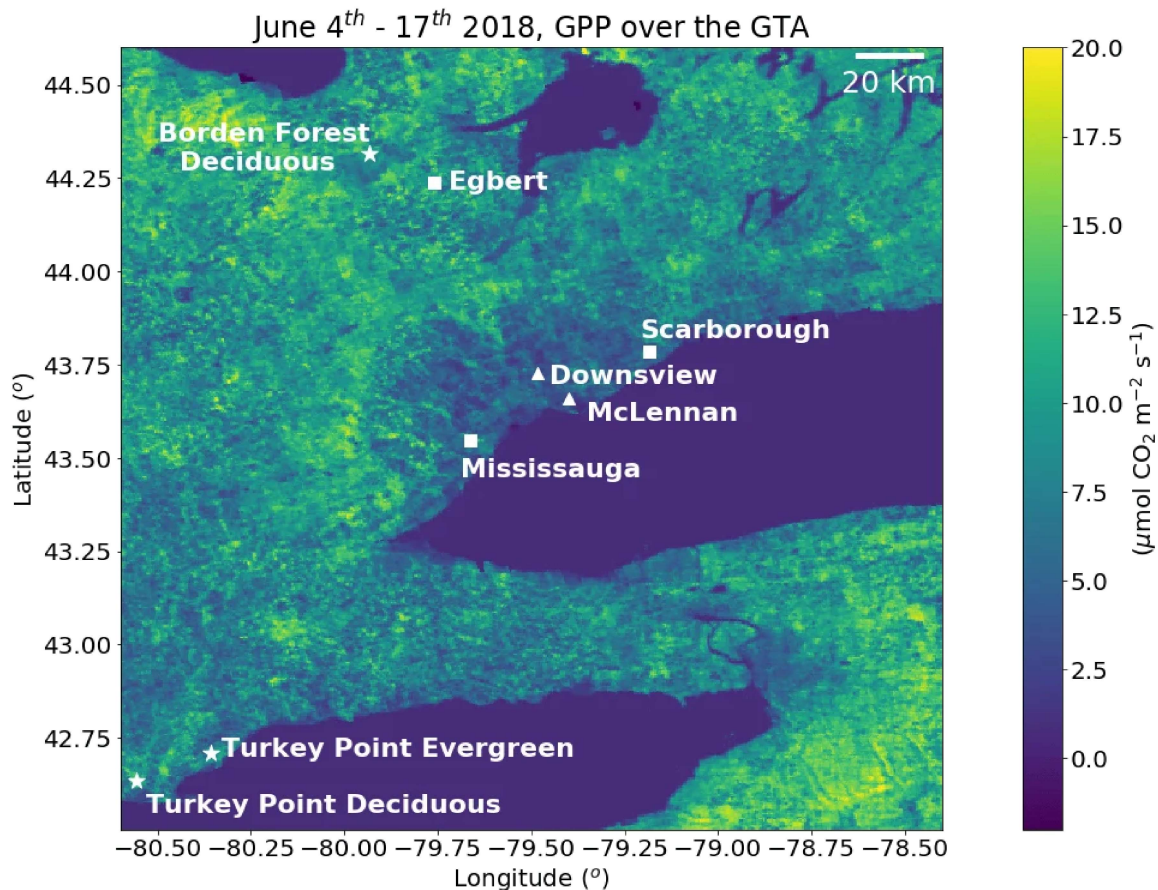 June 4th - 17th 2018, GPP over the GTA
20 km
Borden Forest
Deciduous
Egbert
Scarborough
Downsview
McLennan
Mississauga
Turkey Point Evergreen
Turkey Point Deciduous
44.50
44.25
44.00
43.75
43.50
43.25
43.00
42.75
Latitude (o)
−80.50 −80.25 −80.00 −79.75 −79.50 −79.25 −79.00 −78.75 −78.50
Longitude (o)
20.0
17.5
15.0
12.5
10.0
7.5
5.0
2.5
0.0
(μmol CO2 m−2 s−1)